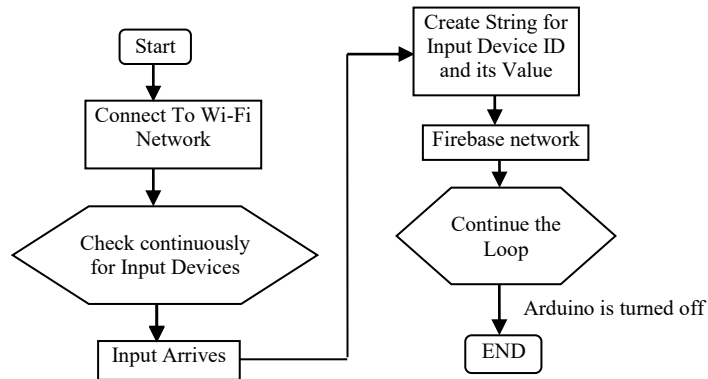 Start
Connect To Wi-Fi
Network
Check continuously
for Input Devices
Input Arrives
Create String for
Input Device ID
and its Value
Firebase network
Continue the
Loop
Arduino is turned off
END